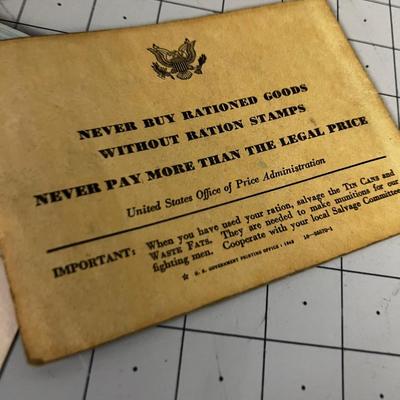 NEVER BUY RATIONED GOODS
WITHOUT RATION STAMPS
NEVER PAY MORE THAN THE LEGAL PRICE
United States Office of Price Administration
IMPORTANT: When you have used your ration, salvage the TIN CANS and
WASTE FATS. They are needed to make munitions for our
fighting men. Cooperate with your local Salvage Committee
☆ U. S. GOVERNMENT PRINTING OFFICE : 1943